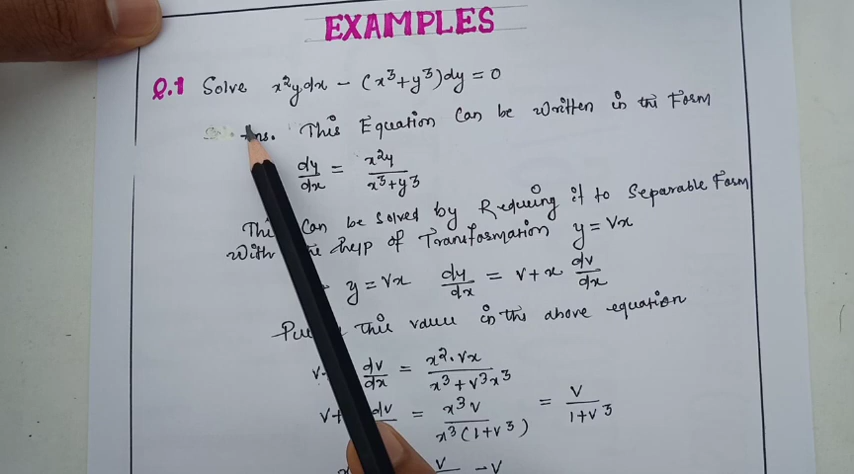 EXAMPLES
Q.1 Solve x²ydx - (x³+y³)dy = 0
This Equation Can be Written in the Form
dy/dx = x²y/x³+y³
Can be Solved by Reducing it to Separable Form
With help of Transformation y = vx
y = vx dy/dx = v + x dv/dx
this value in the above equation
dv/dx = x²·vx/x³+v³x³
v+ dv = x³v/x³(1+v³) = v/1+v³
v - v